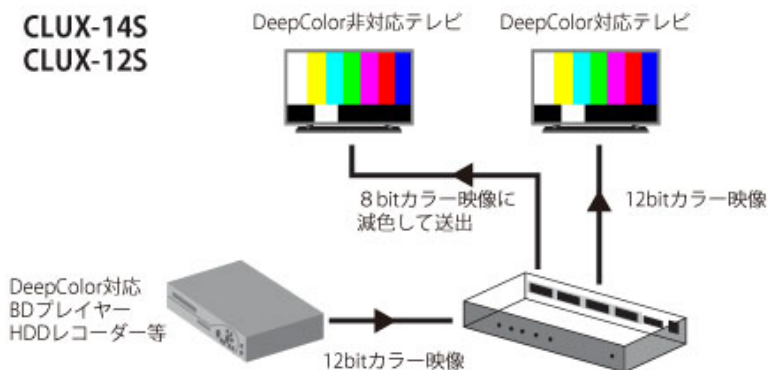 CLUX-14S
CLUX-12S
DeepColor非対応テレビ
DeepColor対応テレビ
8bitカラー映像に
減色して送出
12bitカラー映像
DeepColor対応
BDプレイヤー
HDDレコーダー等
12bitカラー映像